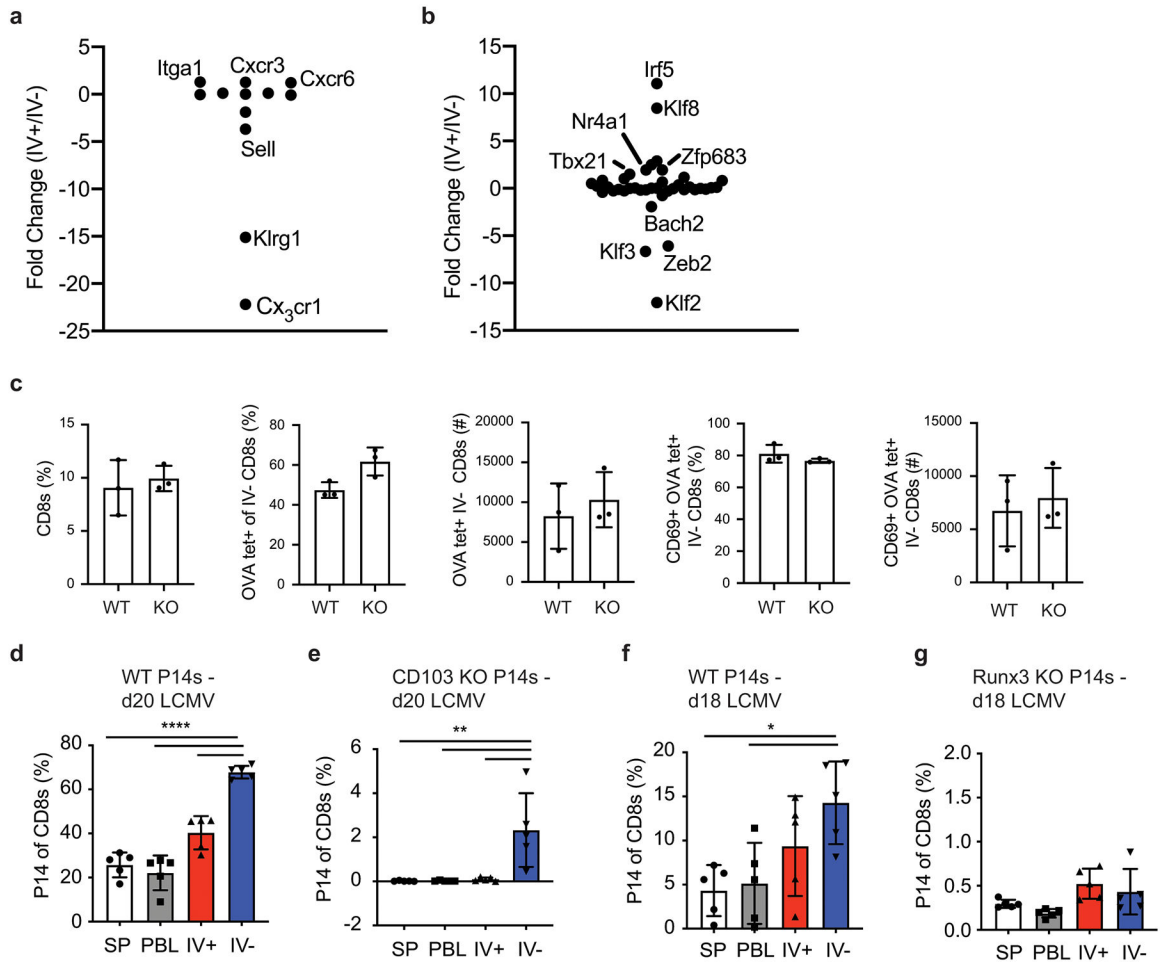 a
5
0
-5
-10
-15
-20
-25
Fold Change (IV+/IV-)
Itga1
Cxcr3
Cxcr6
Sell
Klrg1
Cx3cr1
b
15
10
5
0
-5
-10
-15
Fold Change (IV+/IV-)
Irf5
Klf8
Nr4a1
Tbx21
Zfp683
Bach2
Klf3
Zeb2
Klf2
c
15
10
5
0
CD8s (%)
WT KO
80
60
40
20
0
OVA tet+ of IV- CD8s (%)
WT KO
20000
15000
10000
5000
0
OVA tet+ IV- CD8s (#)
WT KO
100
80
60
40
20
0
CD69+ OVA tet+
IV- CD8s (%)
WT KO
15000
10000
5000
0
CD69+ OVA tet+
IV- CD8s (#)
WT KO
d
WT P14s -
d20 LCMV
****
80
60
40
20
0
P14 of CD8s (%)
SP PBL IV+ IV-
e
CD103 KO P14s -
d20 LCMV
**
6
4
2
0
-2
P14 of CD8s (%)
SP PBL IV+ IV-
f
WT P14s -
d18 LCMV
*
20
15
10
5
0
P14 of CD8s (%)
SP PBL IV+ IV-
g
Runx3 KO P14s -
d18 LCMV
2.0
1.5
1.0
0.5
0.0
P14 of CD8s (%)
SP PBL IV+ IV-